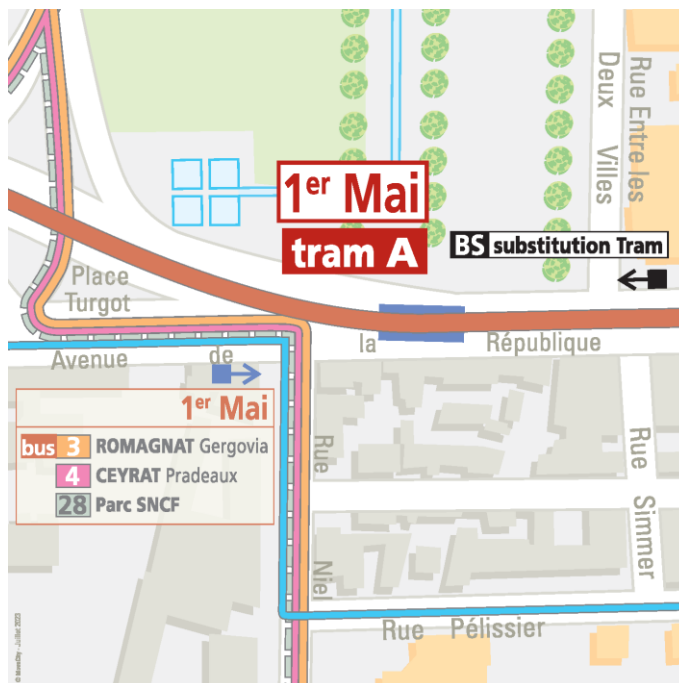 Rue Entre les
Deux Villes
1er Mai
tram A
BS substitution Tram
Place
Turgot
Avenue de la République
1er Mai
bus 3 ROMAGNAT Gergovia
4 CEYRAT Pradeaux
28 Parc SNCF
Rue Niel
Rue Simmer
Rue Pélissier